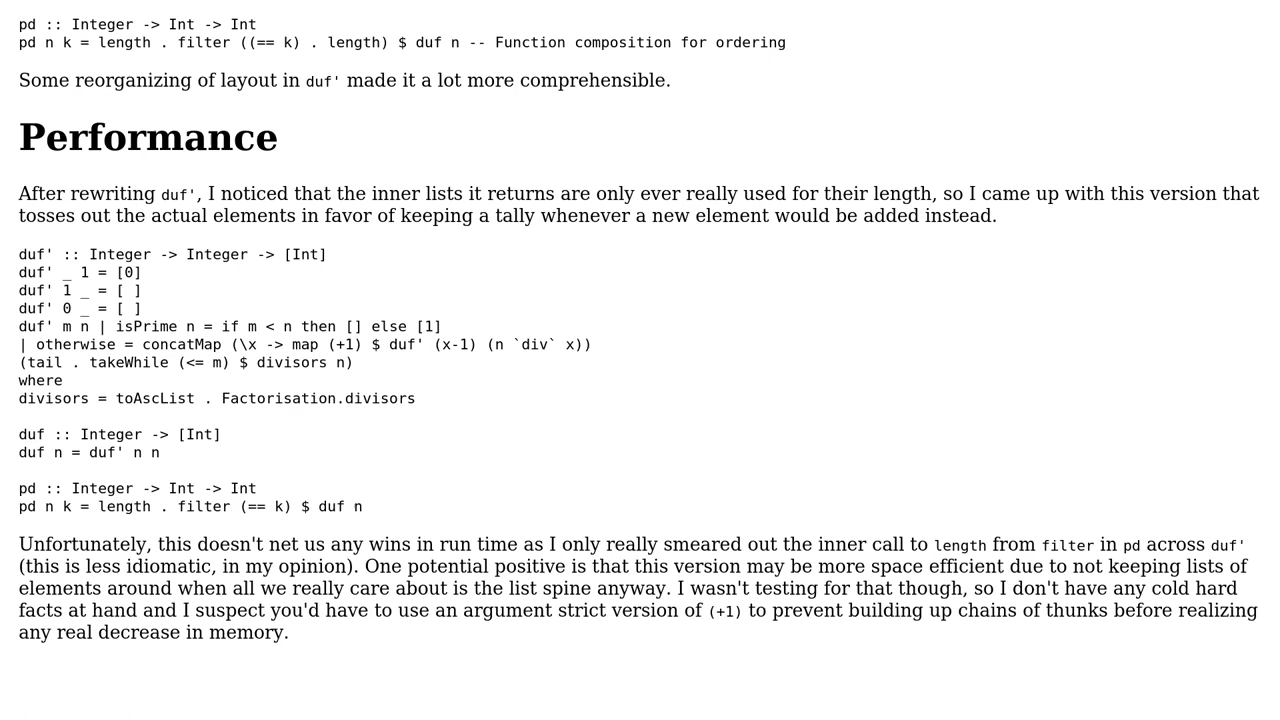 pd :: Integer -> Int -> Int
pd n k = length . filter ((== k) . length) $ duf n -- Function composition for ordering
Some reorganizing of layout in duf' made it a lot more comprehensible.
Performance
After rewriting duf', I noticed that the inner lists it returns are only ever really used for their length, so I came up with this version that
tosses out the actual elements in favor of keeping a tally whenever a new element would be added instead.
duf' :: Integer -> Integer -> [Int]
duf' _ 1 = [0]
duf' 1 _ = [ ]
duf' 0 _ = [ ]
duf' m n | isPrime n = if m < n then [] else [1]
| otherwise = concatMap (\x -> map (+1) $ duf' (x-1) (n `div` x))
(tail . takeWhile (<= m) $ divisors n)
where
divisors = toAscList . Factorisation.divisors
duf :: Integer -> [Int]
duf n = duf' n n
pd :: Integer -> Int -> Int
pd n k = length . filter (== k) $ duf n
Unfortunately, this doesn't net us any wins in run time as I only really smeared out the inner call to length from filter in pd across duf'
(this is less idiomatic, in my opinion). One potential positive is that this version may be more space efficient due to not keeping lists of
elements around when all we really care about is the list spine anyway. I wasn't testing for that though, so I don't have any cold hard
facts at hand and I suspect you'd have to use an argument strict version of (+1) to prevent building up chains of thunks before realizing
any real decrease in memory.